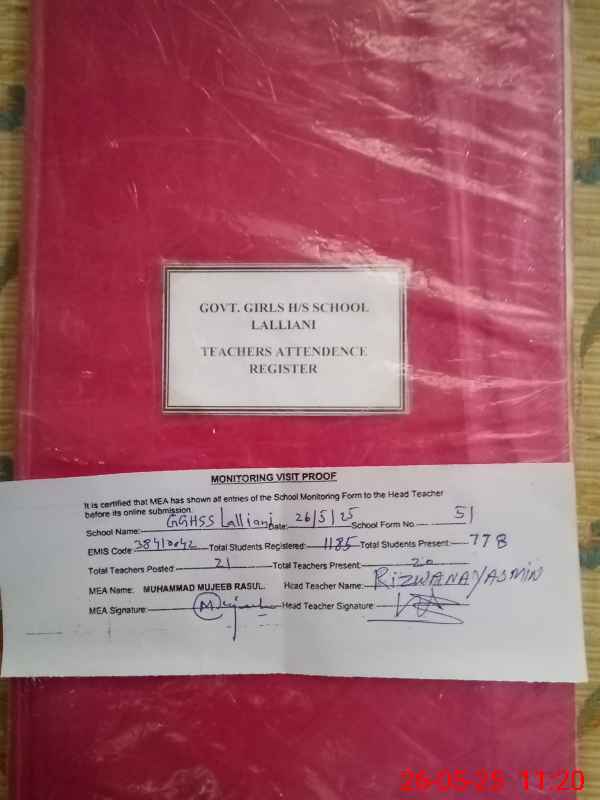 GOVT. GIRLS H/S SCHOOL
LALLIANI
TEACHERS ATTENDENCE
REGISTER
MONITORING VISIT PROOF
It is certified that MEA has shown all entries of the School Monitoring Form to the Head Teacher
before its online submission.
School Name: GGHSS Lalliani Date: 26/5/25 School Form No. 51
EMIS Code: 38410042 Total Students Registered: 1185 Total Students Present: 778
Total Teachers Posted: 21 Total Teachers Present: 20
MEA Name: MUHAMMAD MUJEEB RASUL. Head Teacher Name: RIZWANA YASMIN
MEA Signature: Head Teacher Signature:
26-05-25 11:20